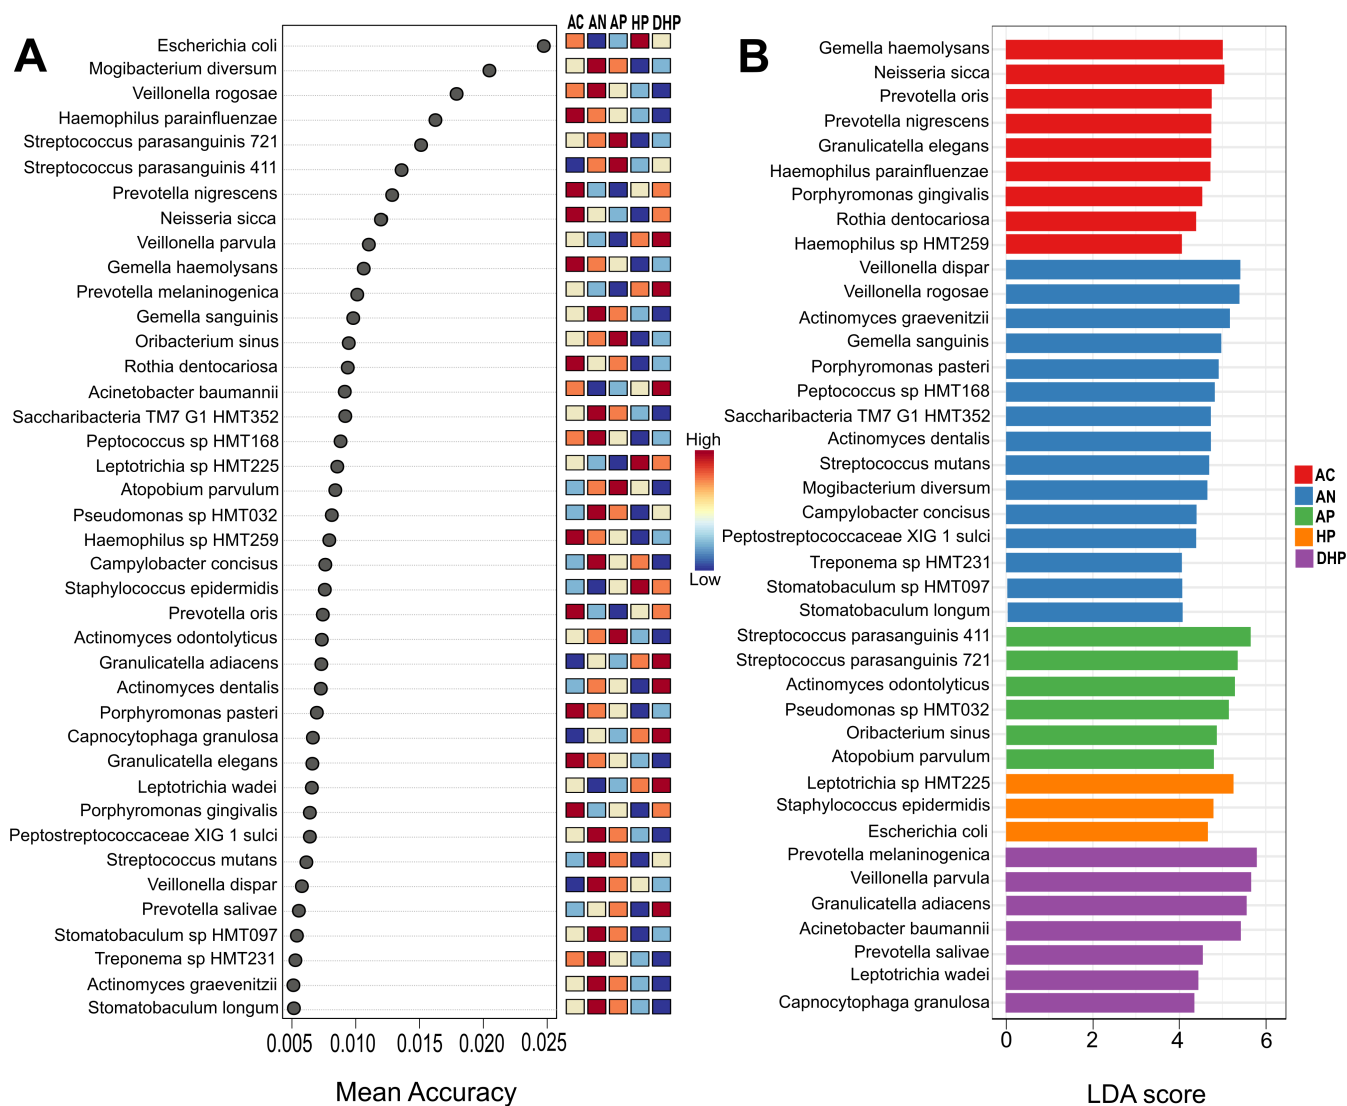 A
AC AN AP HP DHP
Escherichia coli
Mogibacterium diversum
Veillonella rogosae
Haemophilus parainfluenzae
Streptococcus parasanguinis 721
Streptococcus parasanguinis 411
Prevotella nigrescens
Neisseria sicca
Veillonella parvula
Gemella haemolysans
Prevotella melaninogenica
Gemella sanguinis
Oribacterium sinus
Rothia dentocariosa
Acinetobacter baumannii
Saccharibacteria TM7 G1 HMT352
Peptococcus sp HMT168
Leptotrichia sp HMT225
Atopobium parvulum
Pseudomonas sp HMT032
Haemophilus sp HMT259
Campylobacter concisus
Staphylococcus epidermidis
Prevotella oris
Actinomyces odontolyticus
Granulicatella adiacens
Actinomyces dentalis
Porphyromonas pasteri
Capnocytophaga granulosa
Granulicatella elegans
Leptotrichia wadei
Porphyromonas gingivalis
Peptostreptococcaceae XIG 1 sulci
Streptococcus mutans
Veillonella dispar
Prevotella salivae
Stomatobaculum sp HMT097
Treponema sp HMT231
Actinomyces graevenitzii
Stomatobaculum longum
0.005 0.010 0.015 0.020 0.025
Mean Accuracy
High
Low
B
Gemella haemolysans
Neisseria sicca
Prevotella oris
Prevotella nigrescens
Granulicatella elegans
Haemophilus parainfluenzae
Porphyromonas gingivalis
Rothia dentocariosa
Haemophilus sp HMT259
Veillonella dispar
Veillonella rogosae
Actinomyces graevenitzii
Gemella sanguinis
Porphyromonas pasteri
Peptococcus sp HMT168
Saccharibacteria TM7 G1 HMT352
Actinomyces dentalis
Streptococcus mutans
Mogibacterium diversum
Campylobacter concisus
Peptostreptococcaceae XIG 1 sulci
Treponema sp HMT231
Stomatobaculum sp HMT097
Stomatobaculum longum
Streptococcus parasanguinis 411
Streptococcus parasanguinis 721
Actinomyces odontolyticus
Pseudomonas sp HMT032
Oribacterium sinus
Atopobium parvulum
Leptotrichia sp HMT225
Staphylococcus epidermidis
Escherichia coli
Prevotella melaninogenica
Veillonella parvula
Granulicatella adiacens
Acinetobacter baumannii
Prevotella salivae
Leptotrichia wadei
Capnocytophaga granulosa
0 2 4 6
LDA score
AC
AN
AP
HP
DHP